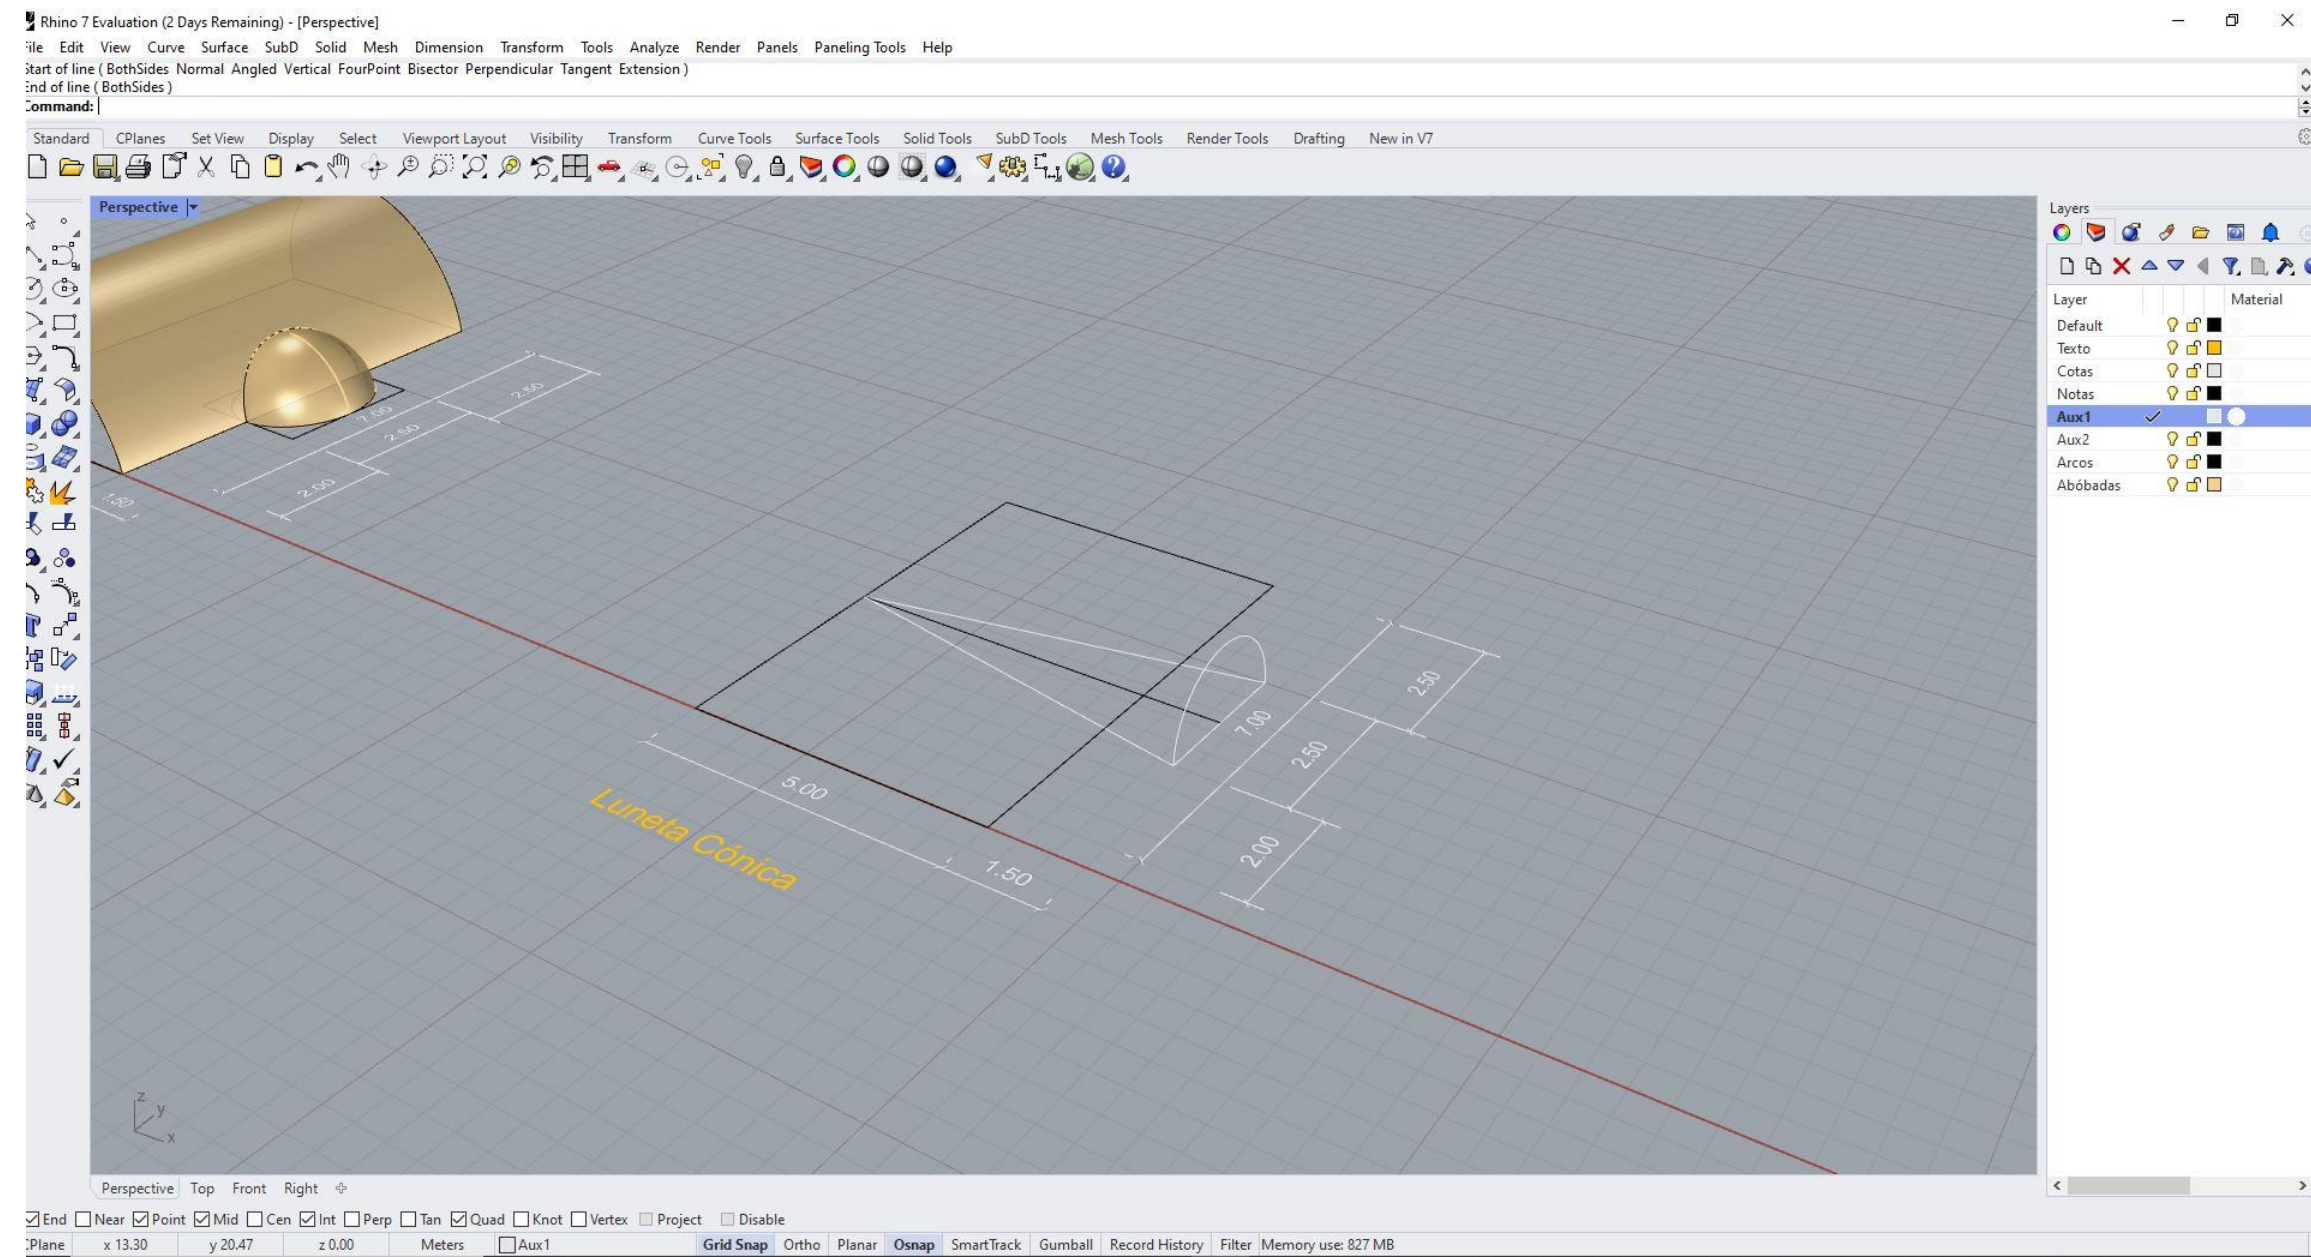 Rhino 7 Evaluation (2 Days Remaining) - [Perspective]
File Edit View Curve Surface SubD Solid Mesh Dimension Transform Tools Analyze Render Panels Paneling Tools Help
Start of line ( BothSides Normal Angled Vertical FourPoint Bisector Perpendicular Tangent Extension )
End of line ( BothSides )
Command:
Standard CPlanes Set View Display Select Viewport Layout Visibility Transform Curve Tools Surface Tools Solid Tools SubD Tools Mesh Tools Render Tools Drafting New in V7
Perspective
Layers
Layer Material
Default
Texto
Cotas
Notas
Aux1
Aux2
Arcos
Abóbadas
2.50
7.00
2.50
2.00
1.50
2.50
7.00
2.50
5.00
2.00
1.50
Luneta Cónica
z
y
x
Perspective Top Front Right
End Near Point Mid Cen Int Perp Tan Quad Knot Vertex Project Disable
CPlane x 13.30 y 20.47 z 0.00 Meters Aux1 Grid Snap Ortho Planar Osnap SmartTrack Gumball Record History Filter Memory use: 827 MB